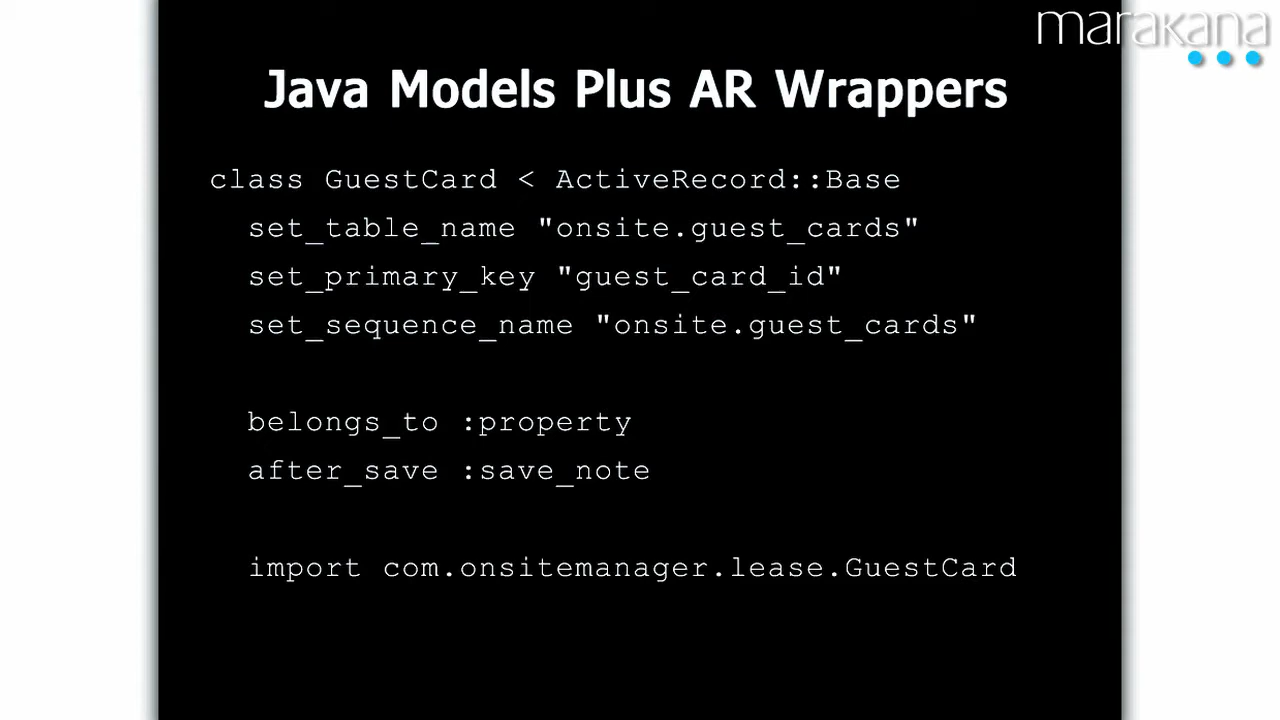 marakana
Java Models Plus AR Wrappers
class GuestCard < ActiveRecord::Base
  set_table_name "onsite.guest_cards"
  set_primary_key "guest_card_id"
  set_sequence_name "onsite.guest_cards"
  belongs_to :property
  after_save :save_note
  import com.onsitemanager.lease.GuestCard